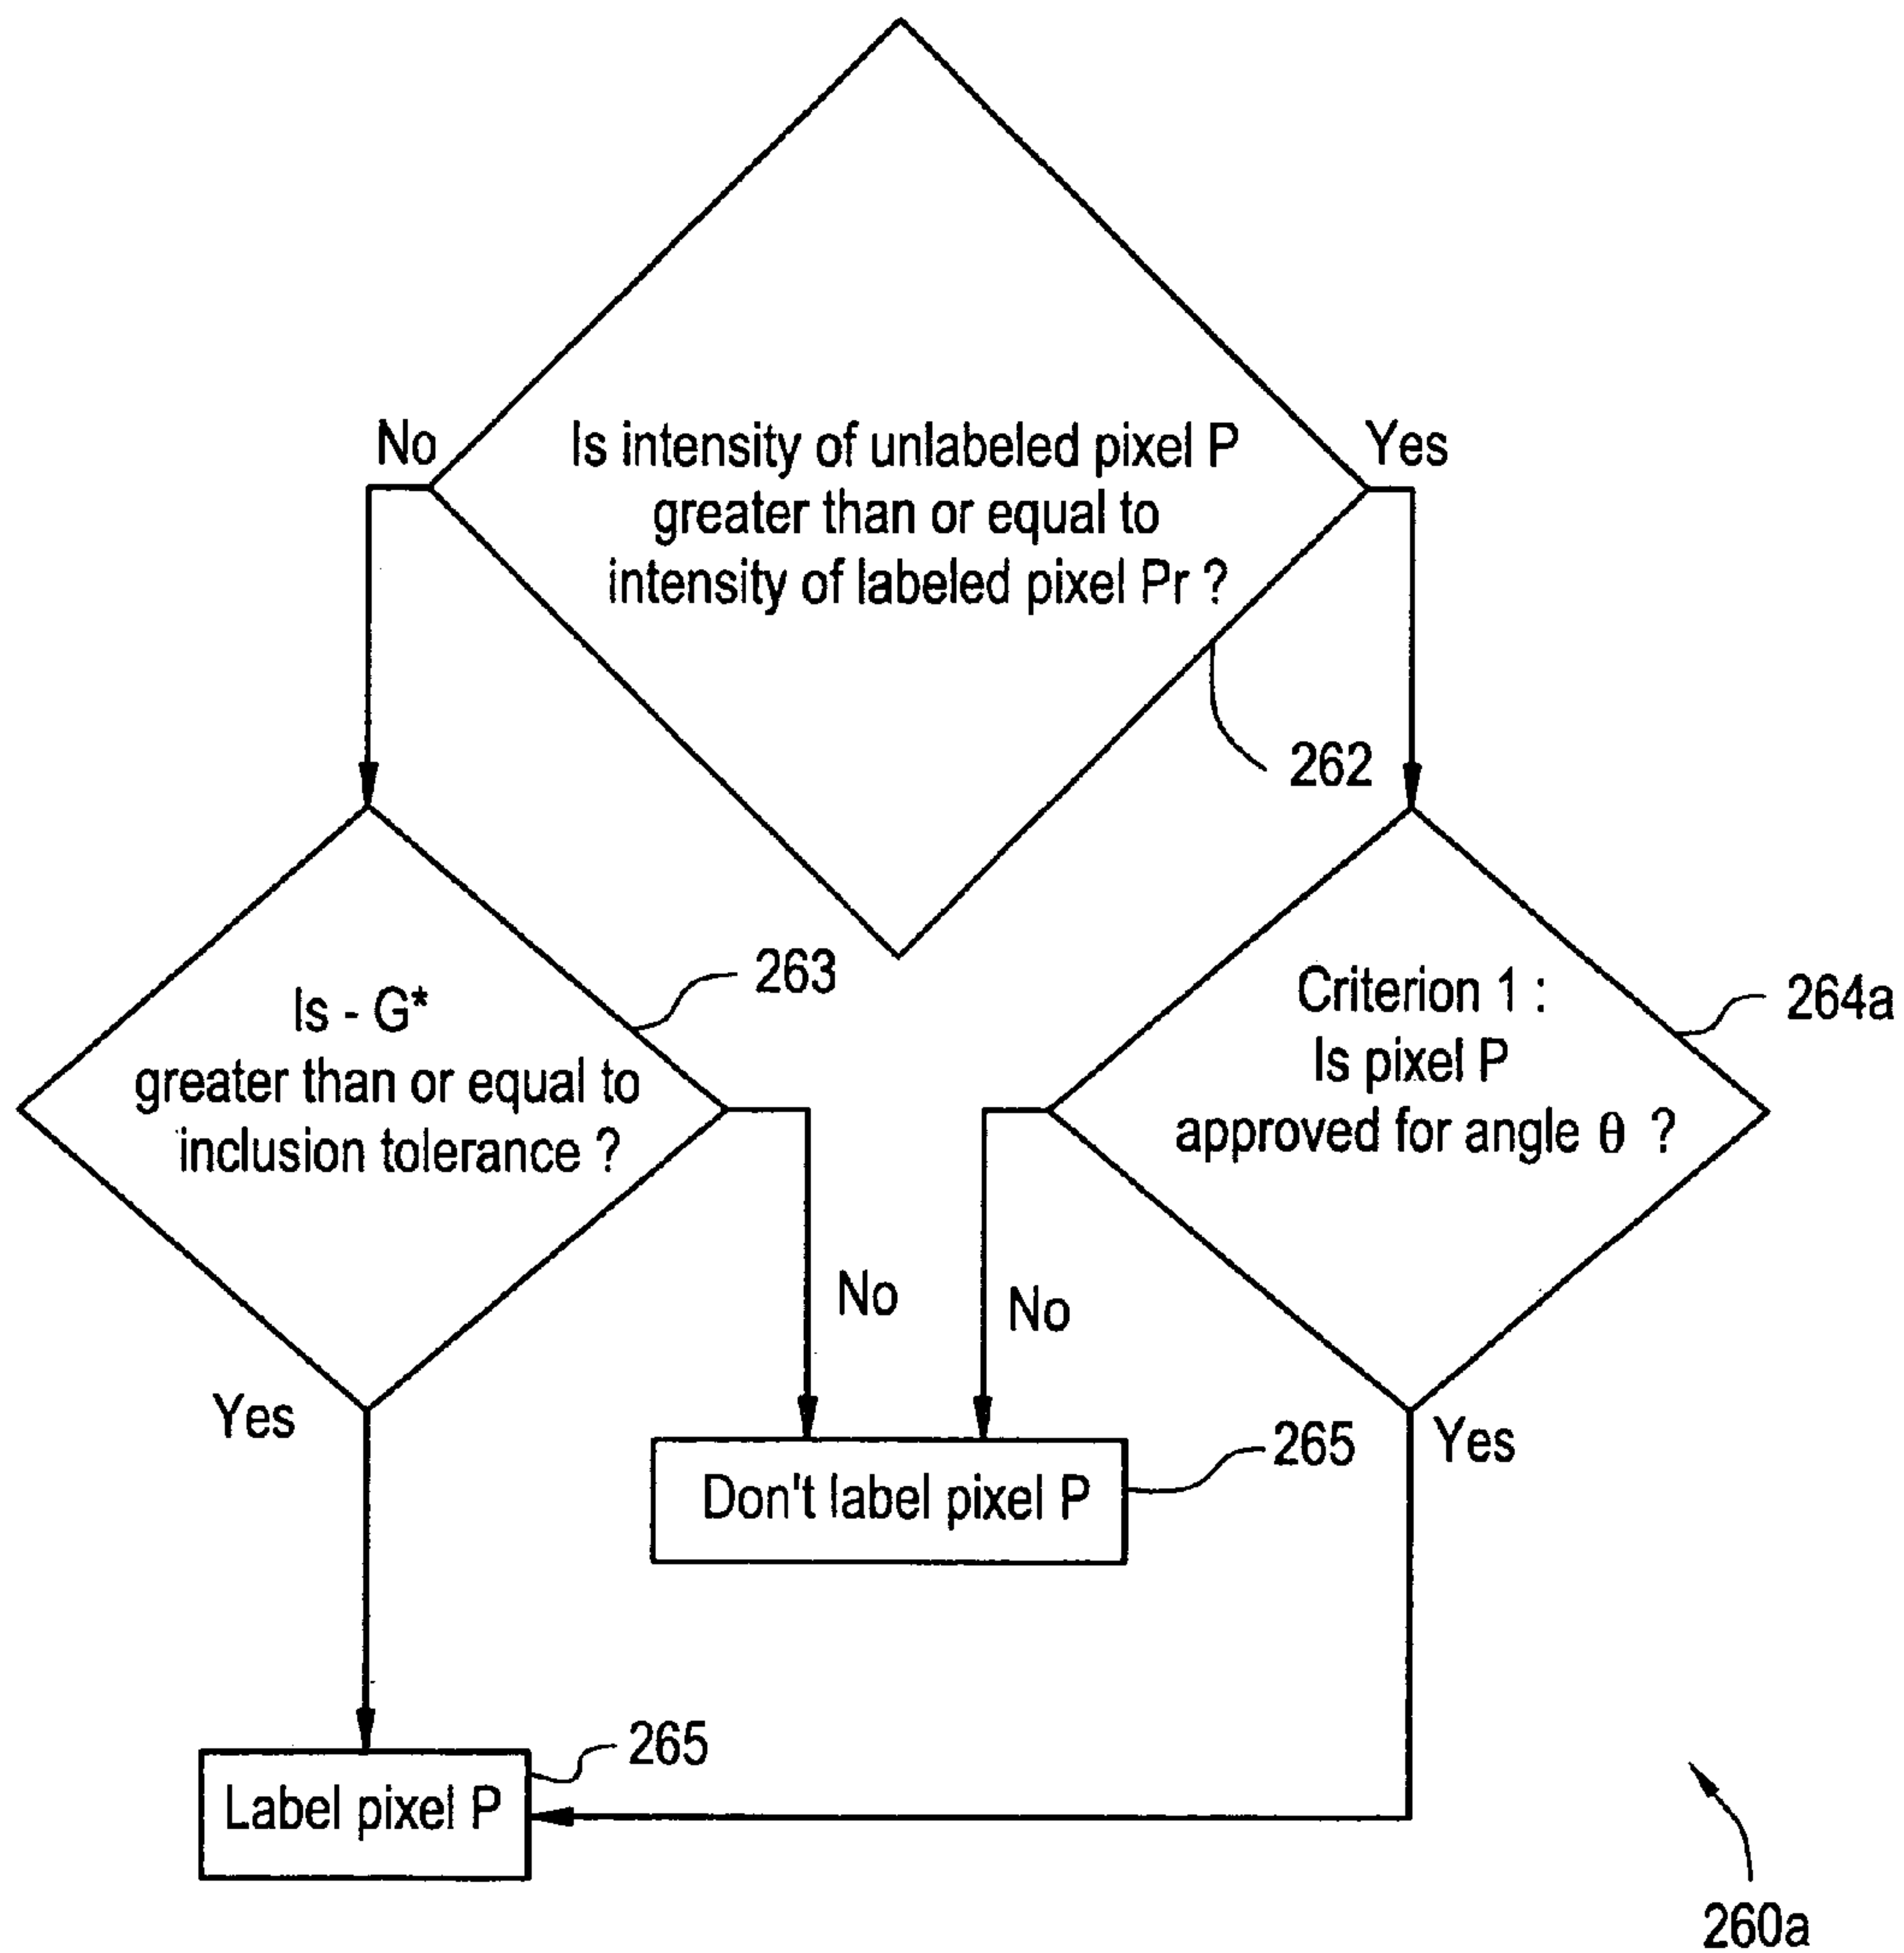 No
Is intensity of unlabeled pixel P
greater than or equal to
intensity of labeled pixel Pr ?
Yes
262
Is - G*
greater than or equal to
inclusion tolerance ?
263
Criterion 1 :
Is pixel P
approved for angle θ ?
264a
No
No
Yes
Yes
Don't label pixel P
265
Label pixel P
265
260a